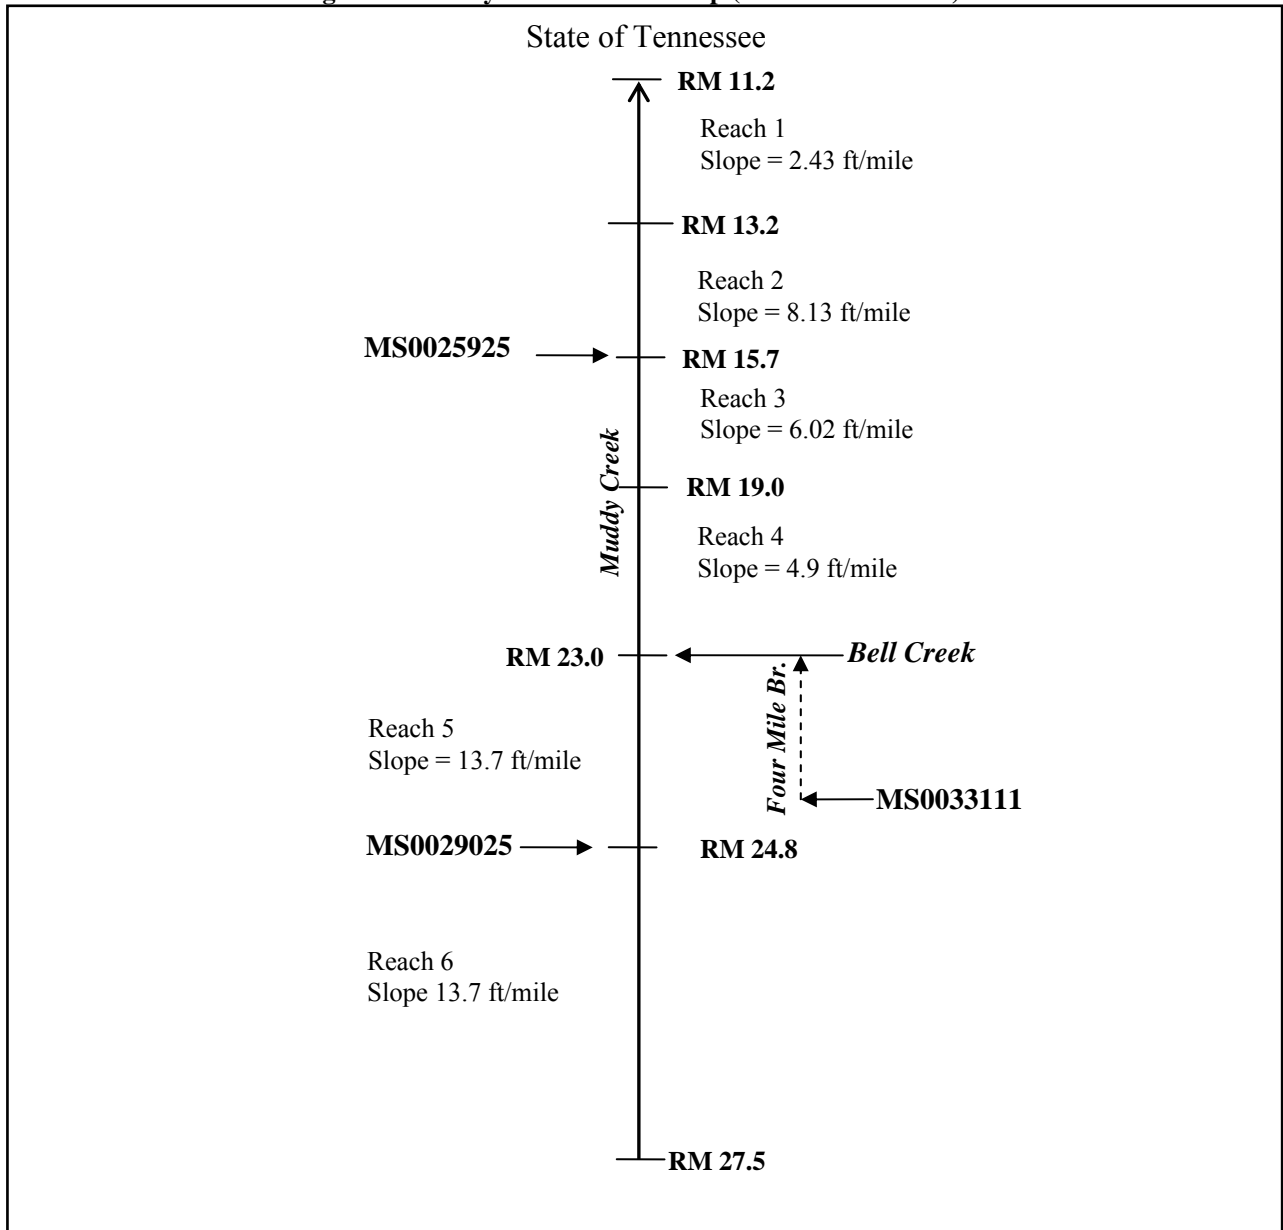 State of Tennessee
RM 11.2
Reach 1
Slope = 2.43 ft/mile
RM 13.2
Reach 2
Slope = 8.13 ft/mile
MS0025925
RM 15.7
Reach 3
Slope = 6.02 ft/mile
Muddy Creek
RM 19.0
Reach 4
Slope = 4.9 ft/mile
RM 23.0
Bell Creek
Four Mile Br.
Reach 5
Slope = 13.7 ft/mile
MS0033111
MS0029025
RM 24.8
Reach 6
Slope 13.7 ft/mile
RM 27.5